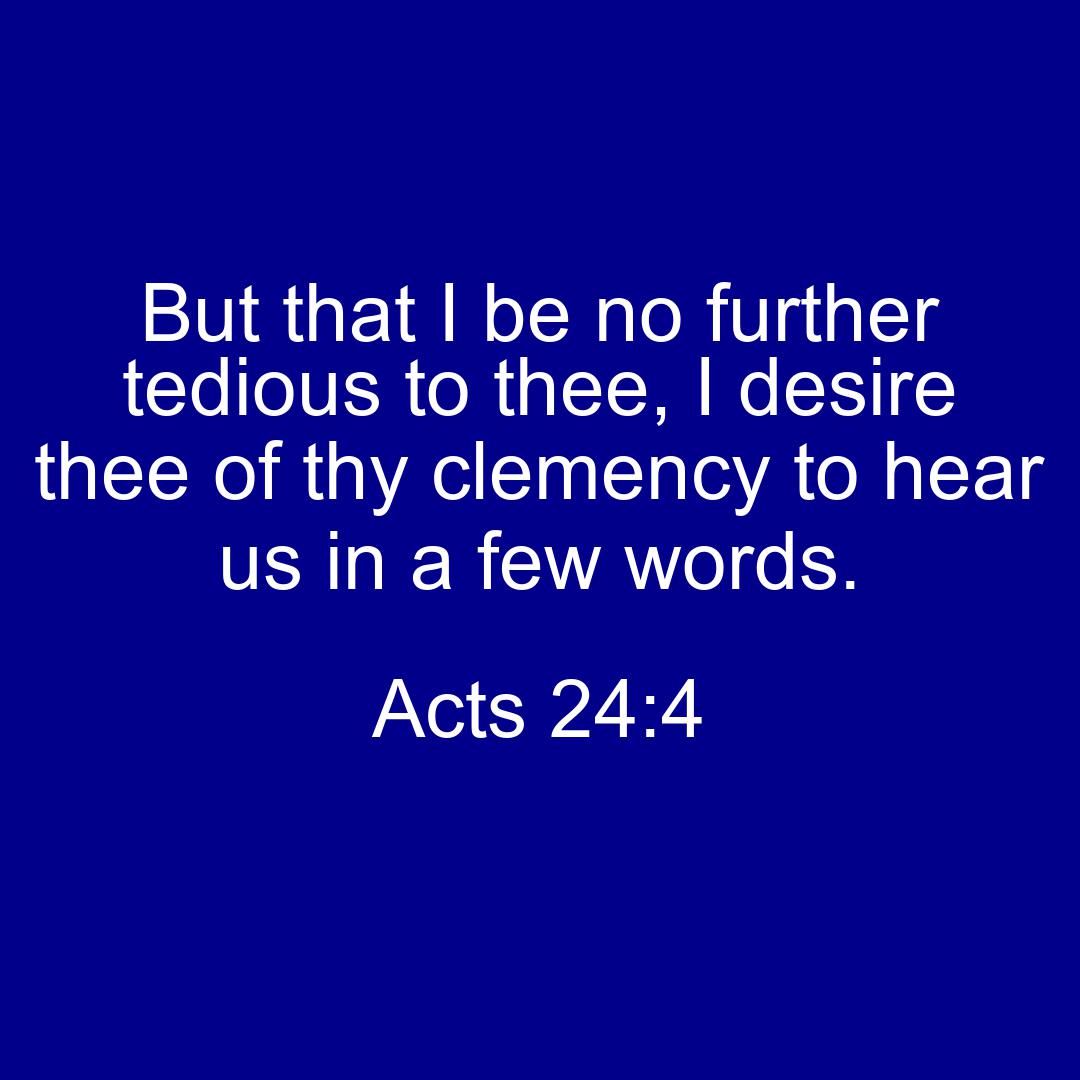 But that I be no further
tedious to thee, I desire
thee of thy clemency to hear
us in a few words.
Acts 24:4